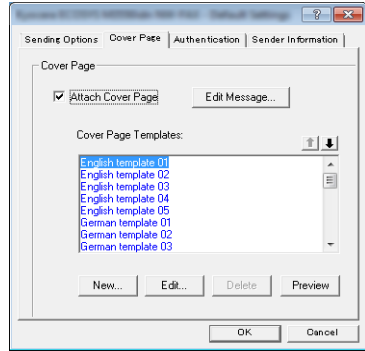 Default Settings
Sending Options Cover Page Authentication Sender Information
Cover Page
Attach Cover Page Edit Message...
Cover Page Templates:
English template 01
English template 02
English template 03
English template 04
English template 05
German template 01
German template 02
German template 03
New... Edit... Delete Preview
OK Cancel